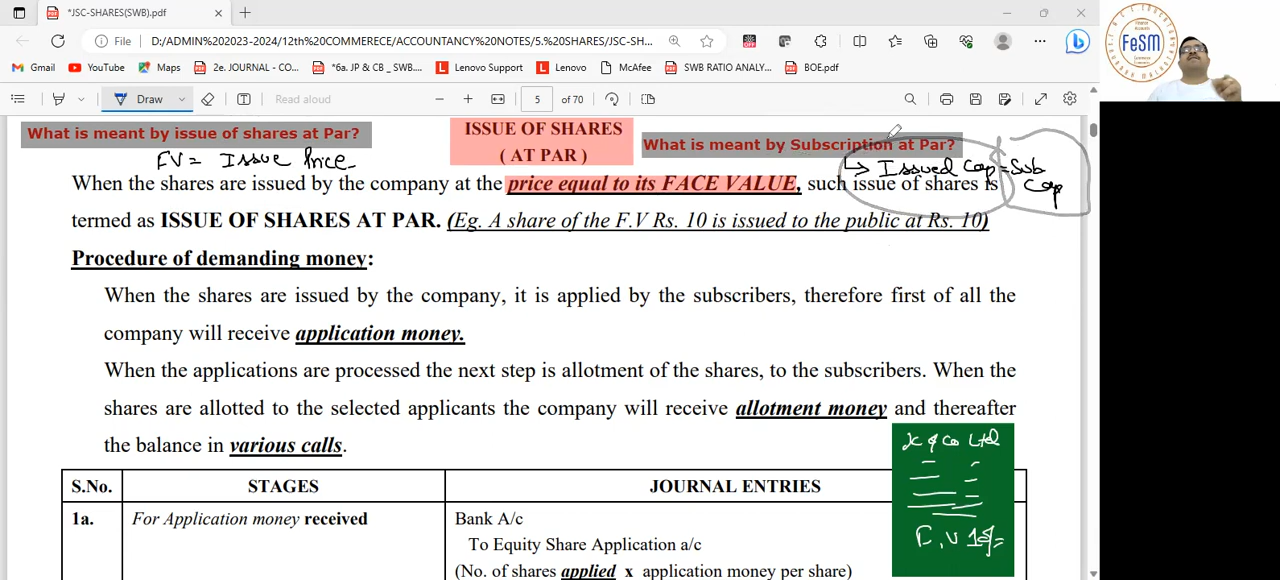 *JSC-SHARES(SWB).pdf
File D:/ADMIN%202023-2024/12th%20COMMERECE/ACCOUNTANCY%20NOTES/5.%20SHARES/JSC-SH...
OFF
Gmail YouTube Maps 2e. JOURNAL - CO... *6a. JP & CB _ SWB.... Lenovo Support Lenovo McAfee SWB RATIO ANALY... BOE.pdf
Draw Read aloud 5 of 70
FeSM
What is meant by issue of shares at Par?
ISSUE OF SHARES
( AT PAR )
What is meant by Subscription at Par?
FV = Issue Price
Issued Cap = Sub Cap
When the shares are issued by the company at the price equal to its FACE VALUE, such issue of shares is
termed as ISSUE OF SHARES AT PAR. (Eg. A share of the F.V Rs. 10 is issued to the public at Rs. 10)
Procedure of demanding money:
When the shares are issued by the company, it is applied by the subscribers, therefore first of all the
company will receive application money.
When the applications are processed the next step is allotment of the shares, to the subscribers. When the
shares are allotted to the selected applicants the company will receive allotment money and thereafter
the balance in various calls.
X & Co Ltd
S.No. STAGES JOURNAL ENTRIES
1a. For Application money received Bank A/c
To Equity Share Application a/c
(No. of shares applied x application money per share)